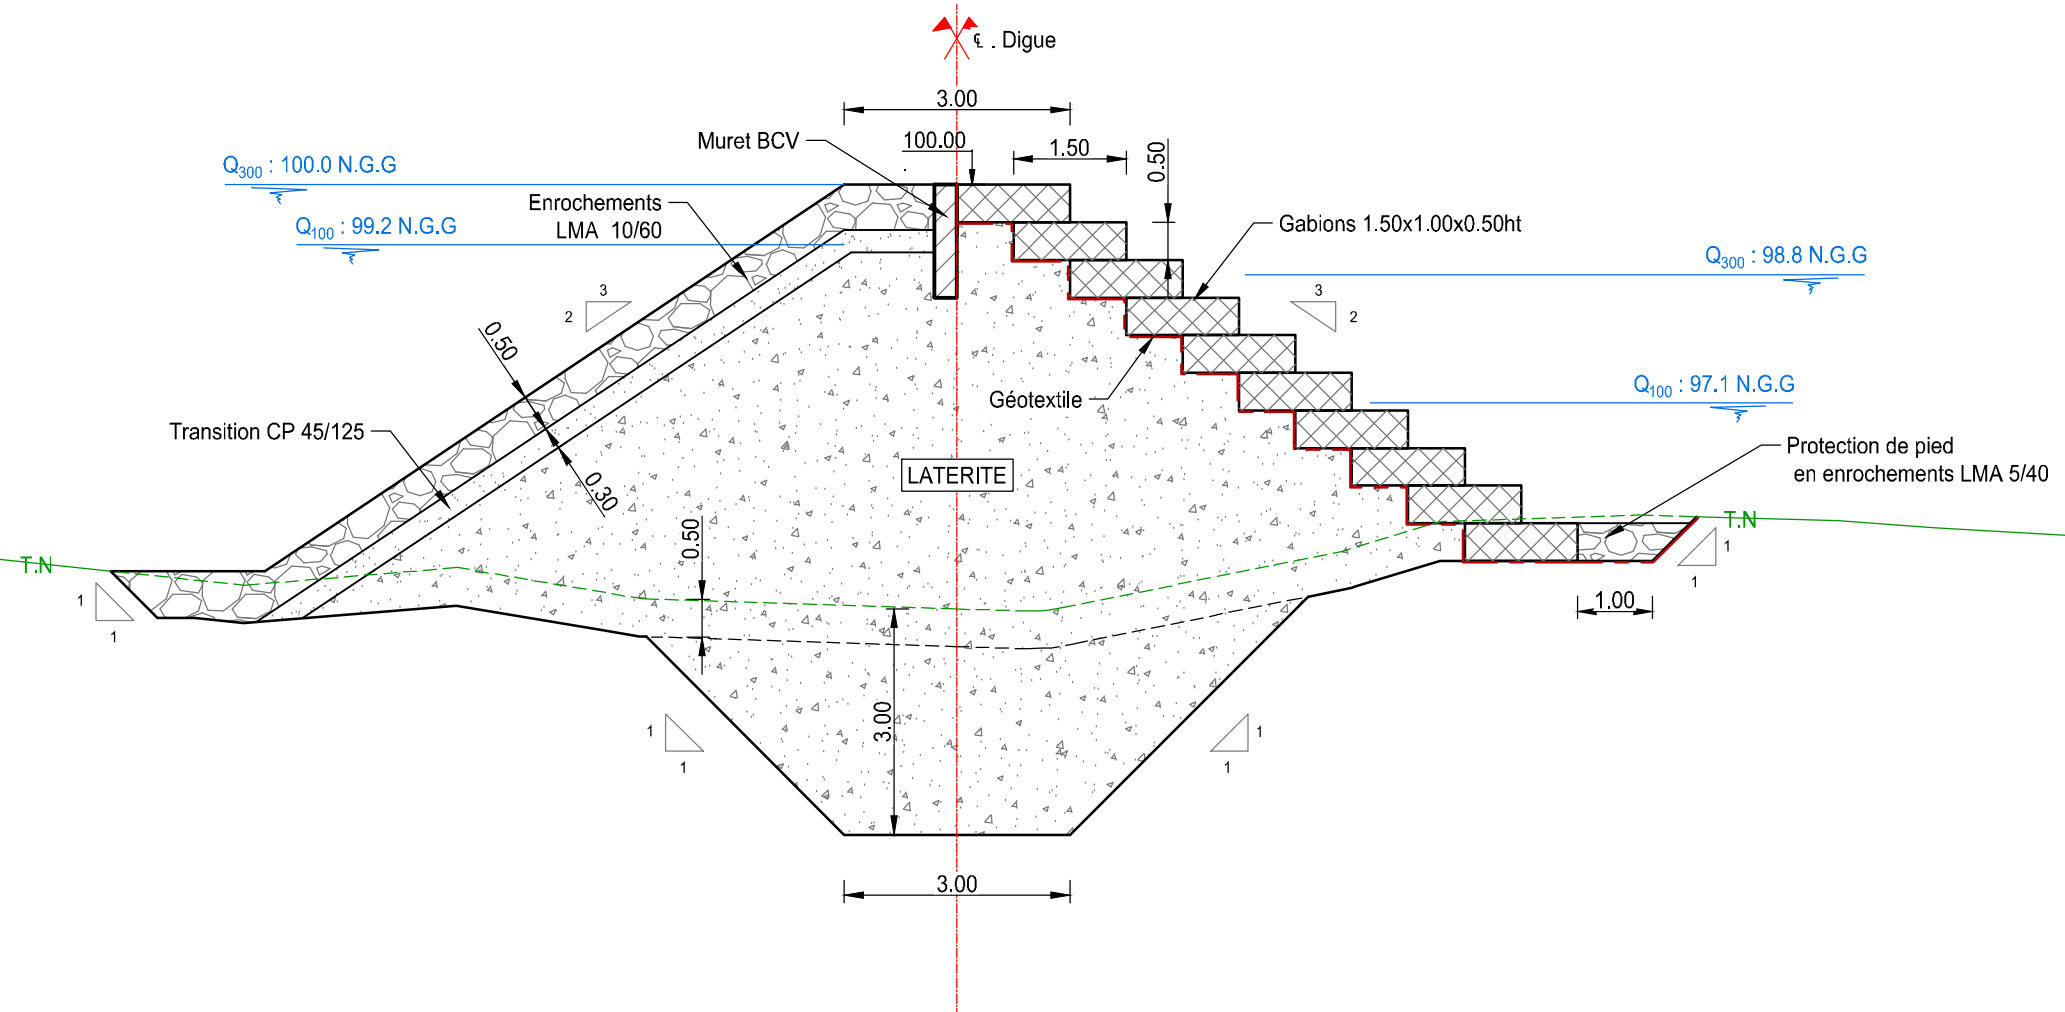 ℄ . Digue
3.00
Muret BCV
100.00
1.50
0.50
Q300 : 100.0 N.G.G
Enrochements
LMA 10/60
Q100 : 99.2 N.G.G
Gabions 1.50x1.00x0.50ht
Q300 : 98.8 N.G.G
3
2
3
2
0.50
Géotextile
Q100 : 97.1 N.G.G
Transition CP 45/125
0.30
LATERITE
Protection de pied
en enrochements LMA 5/40
0.50
T.N
T.N
1
1
1
1
1.00
3.00
1
1
1
1
3.00